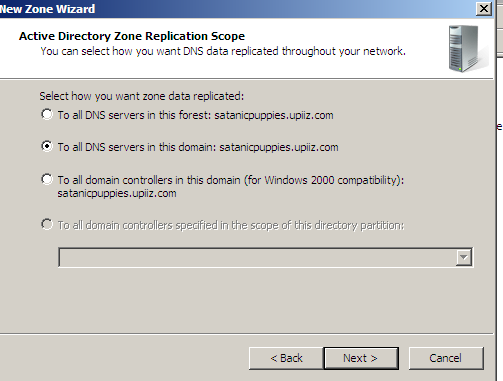 New Zone Wizard
Active Directory Zone Replication Scope
You can select how you want DNS data replicated throughout your network.
Select how you want zone data replicated:
To all DNS servers in this forest: satanicpuppies.upiiz.com
To all DNS servers in this domain: satanicpuppies.upiiz.com
To all domain controllers in this domain (for Windows 2000 compatibility):
satanicpuppies.upiiz.com
To all domain controllers specified in the scope of this directory partition:
< Back
Next >
Cancel